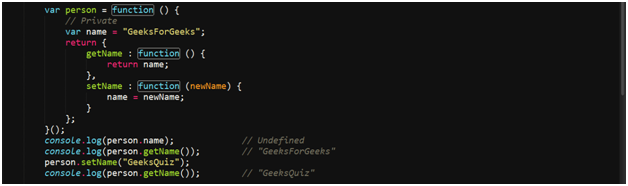 var person = function () {
    // Private
    var name = "GeeksForGeeks";
    return {
        getName : function () {
            return name;
        },
        setName : function (newName) {
            name = newName;
        }
    };
}();
console.log(person.name);             // Undefined
console.log(person.getName());        // "GeeksForGeeks"
person.setName("GeeksQuiz");
console.log(person.getName());        // "GeeksQuiz"